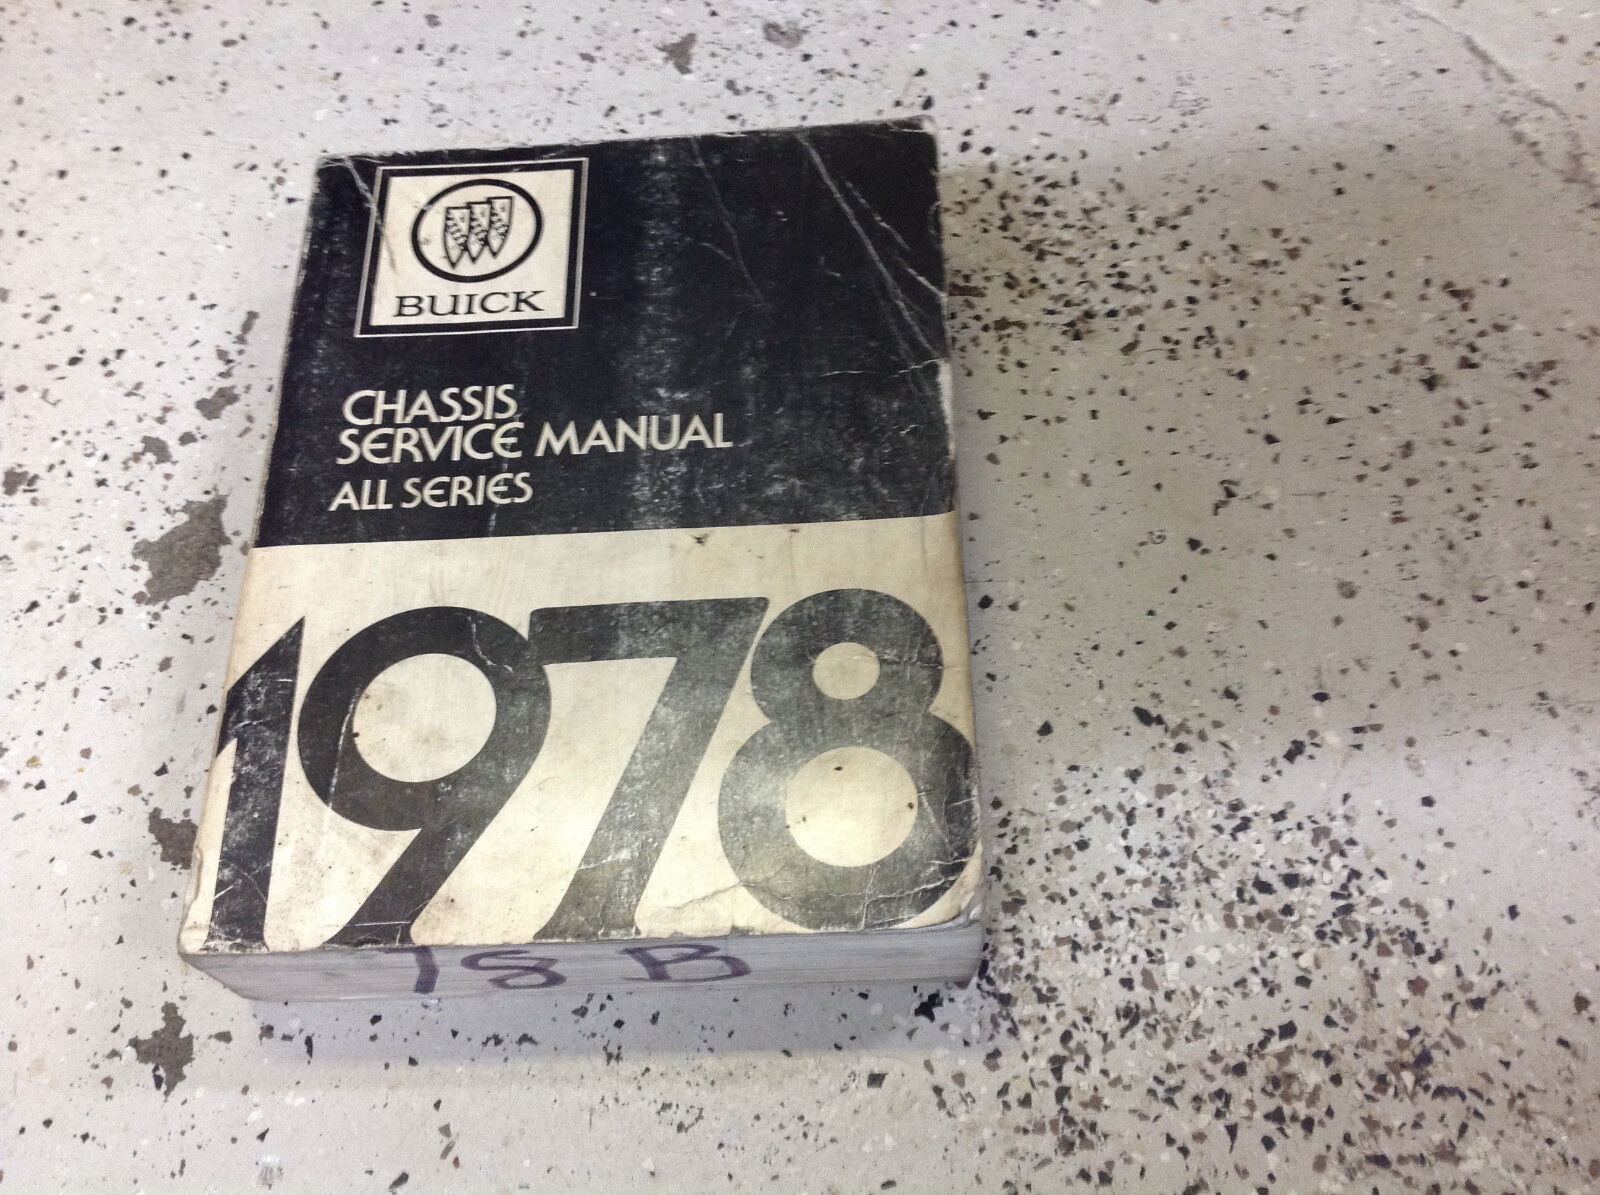 BUICK
CHASSIS
SERVICE MANUAL
ALL SERIES
1978
78 B